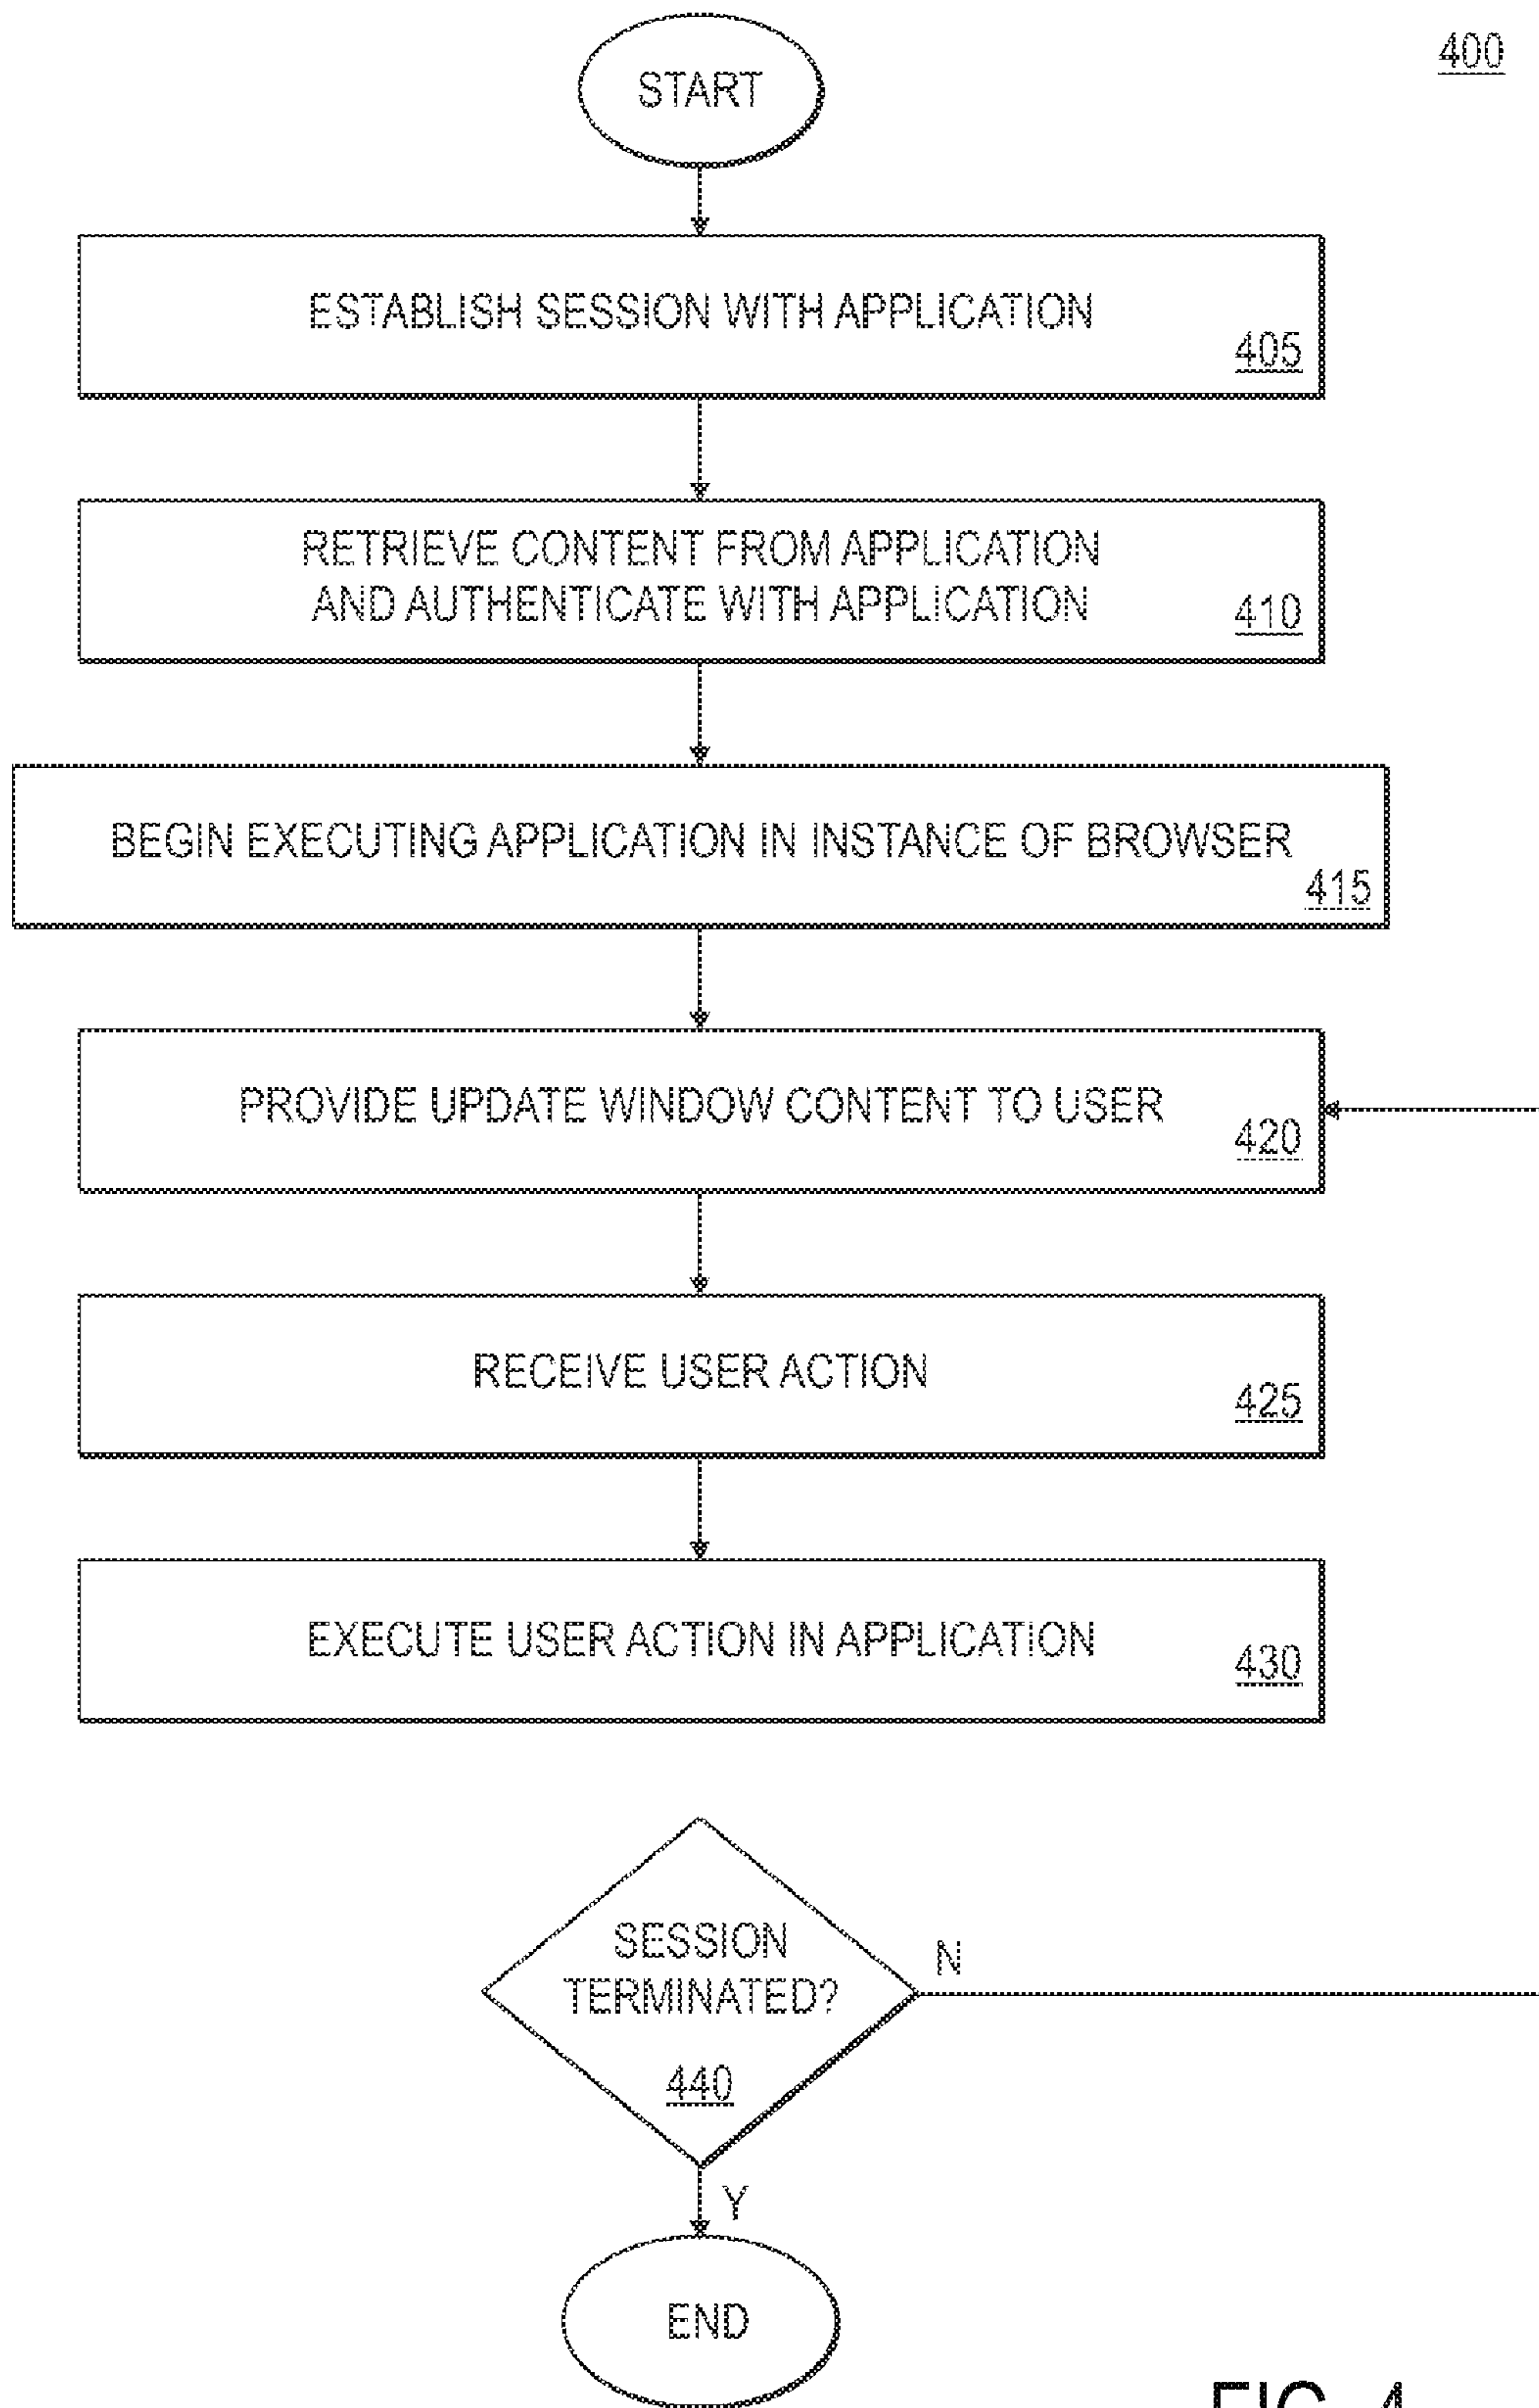 400
START
ESTABLISH SESSION WITH APPLICATION
405
RETRIEVE CONTENT FROM APPLICATION
AND AUTHENTICATE WITH APPLICATION
410
BEGIN EXECUTING APPLICATION IN INSTANCE OF BROWSER
415
PROVIDE UPDATE WINDOW CONTENT TO USER
420
RECEIVE USER ACTION
425
EXECUTE USER ACTION IN APPLICATION
430
SESSION
TERMINATED?
440
N
Y
END
FIG. 4